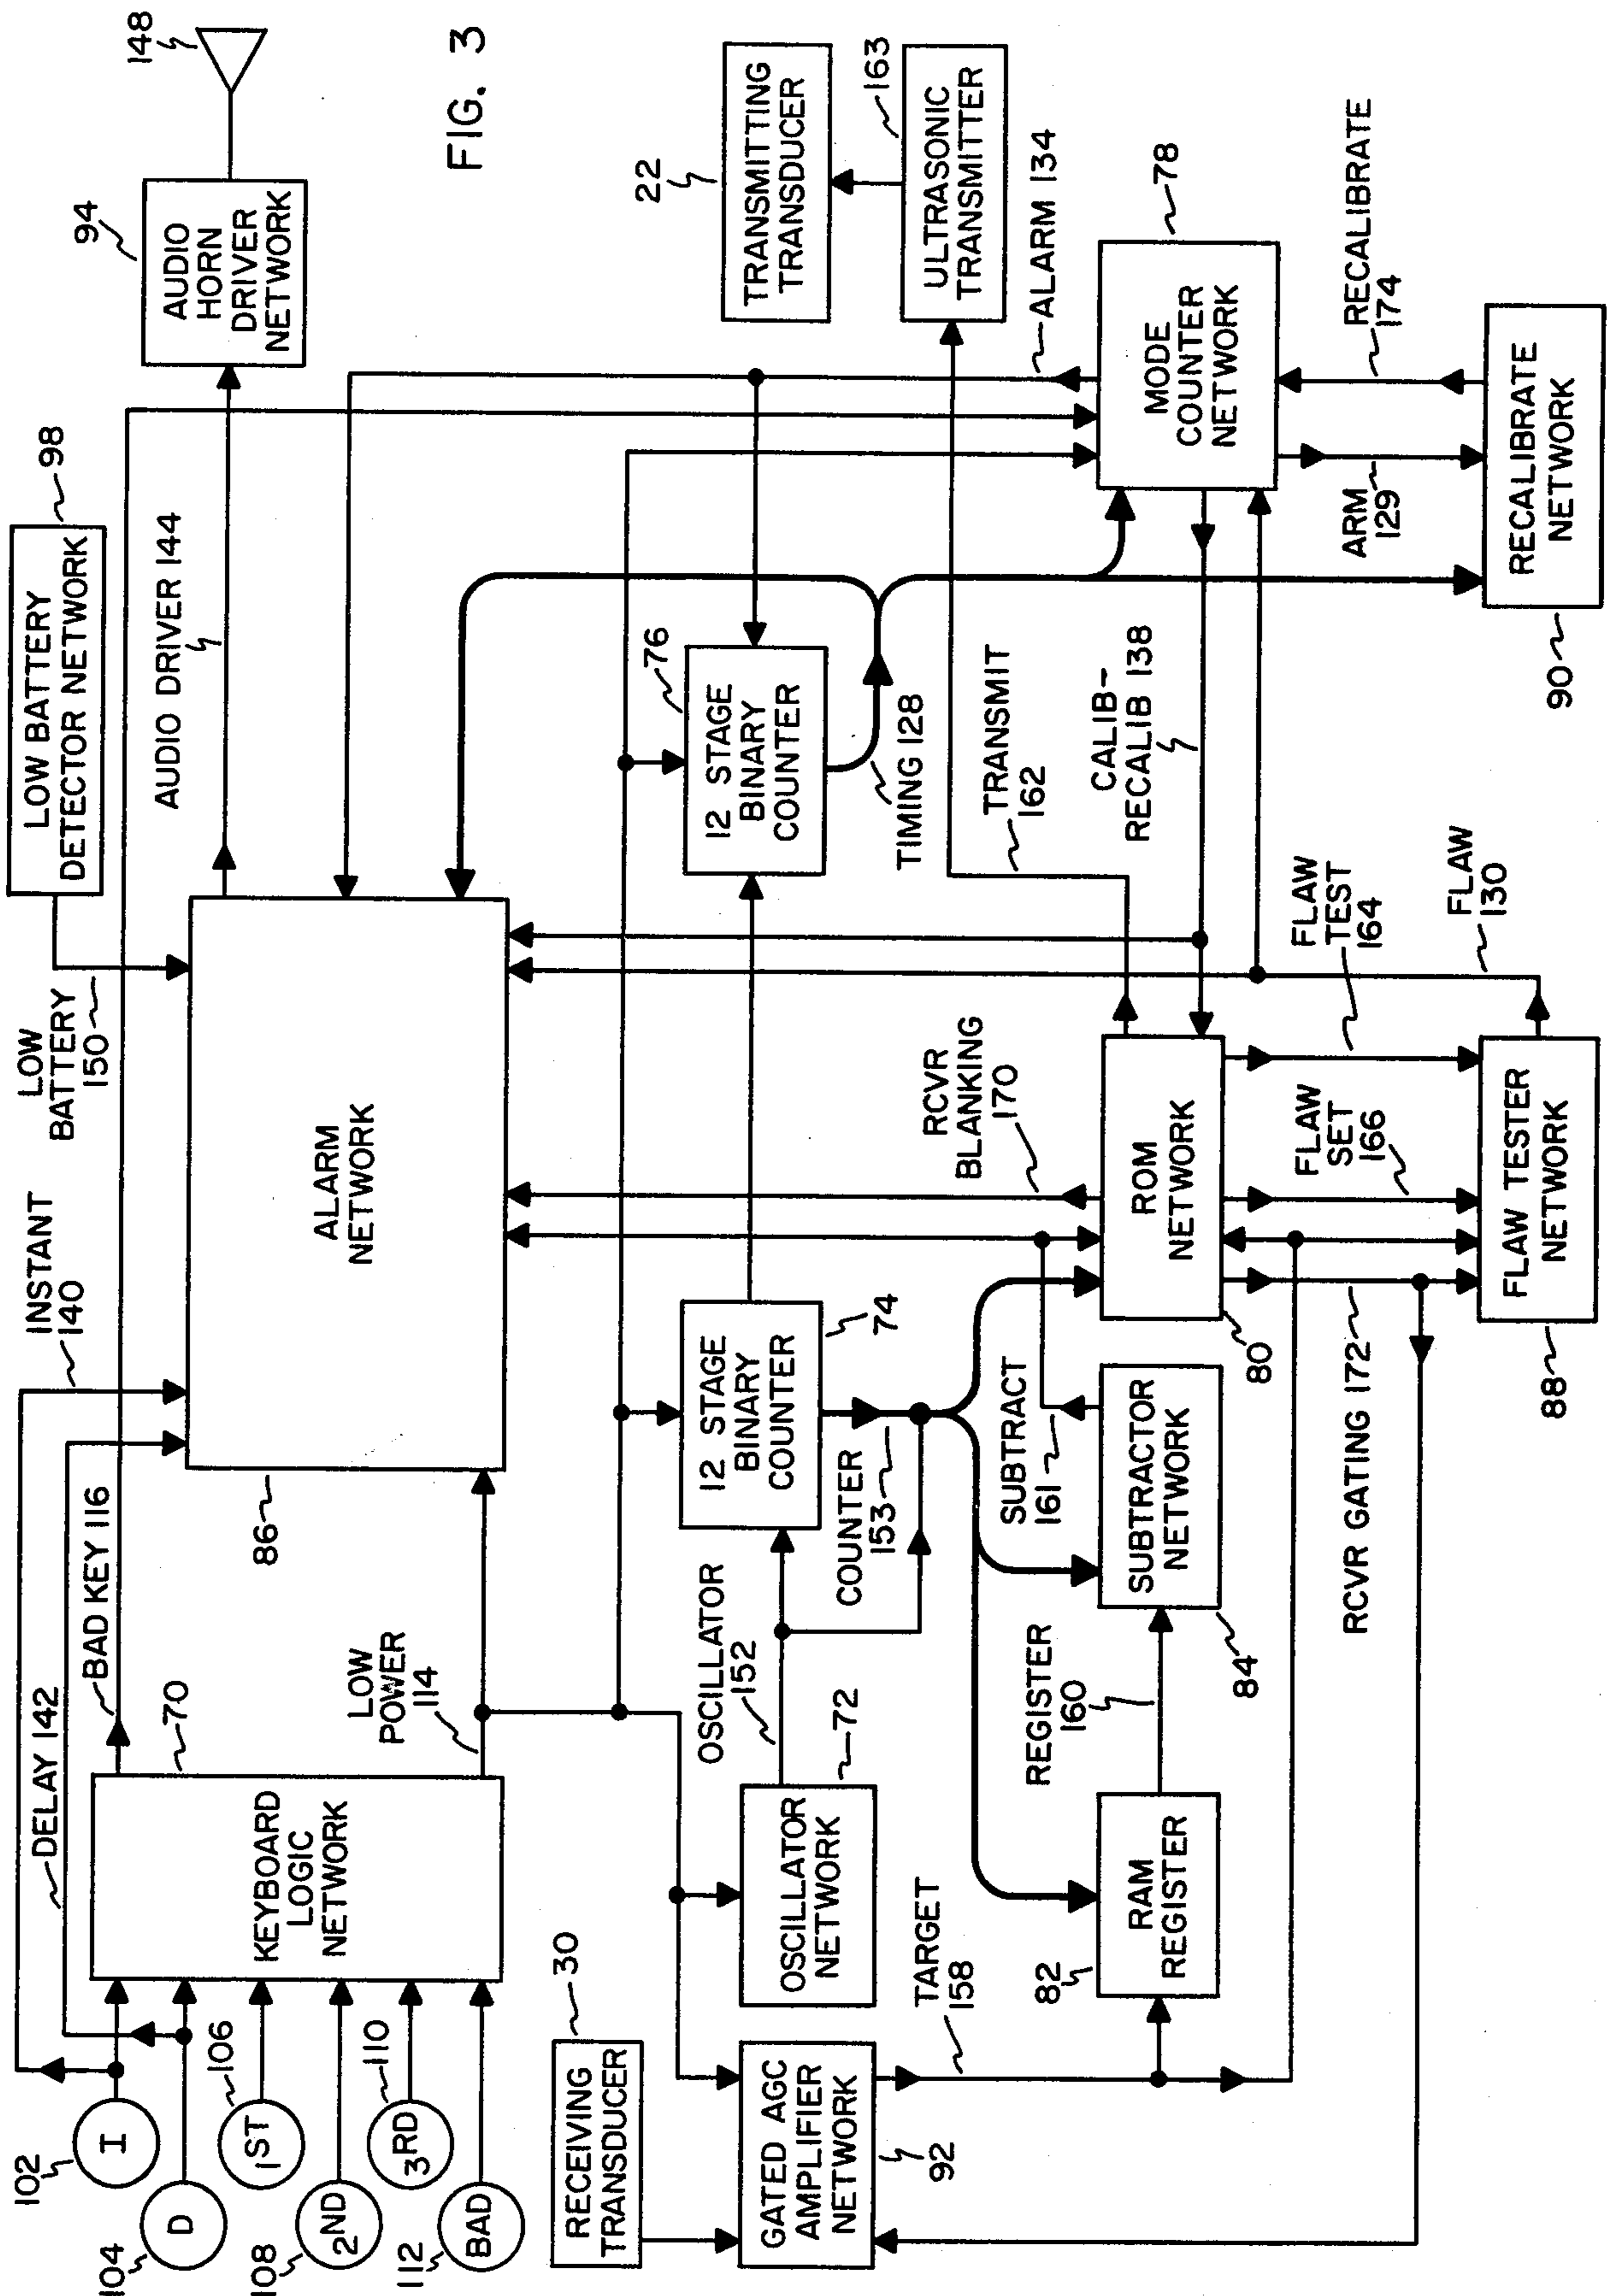 FIG. 3
102
I
104
D
106
1ST
108
2ND
110
3RD
112
BAD
DELAY 142
INSTANT
140
BAD KEY 116
70
KEYBOARD
LOGIC
NETWORK
LOW
POWER
114
86
ALARM
NETWORK
LOW
BATTERY
150
LOW BATTERY
DETECTOR NETWORK
98
AUDIO DRIVER 144
94
AUDIO
HORN
DRIVER
NETWORK
148
30
RECEIVING
TRANSDUCER
GATED AGC
AMPLIFIER
NETWORK
92
OSCILLATOR
NETWORK
72
OSCILLATOR
152
12 STAGE
BINARY
COUNTER
74
COUNTER
153
76
12 STAGE
BINARY
COUNTER
TIMING 128
22
TRANSMITTING
TRANSDUCER
163
ULTRASONIC
TRANSMITTER
ALARM 134
TARGET
158
82
RAM
REGISTER
REGISTER
160
SUBTRACTOR
NETWORK
84
SUBTRACT
161
ROM
NETWORK
80
RCVR
BLANKING
170
TRANSMIT
162
CALIB-
RECALIB 138
MODE
COUNTER
NETWORK
78
RCVR GATING 172
FLAW
SET
166
FLAW
TEST
164
FLAW
130
FLAW TESTER
NETWORK
88
ARM
129
RECALIBRATE
174
RECALIBRATE
NETWORK
90